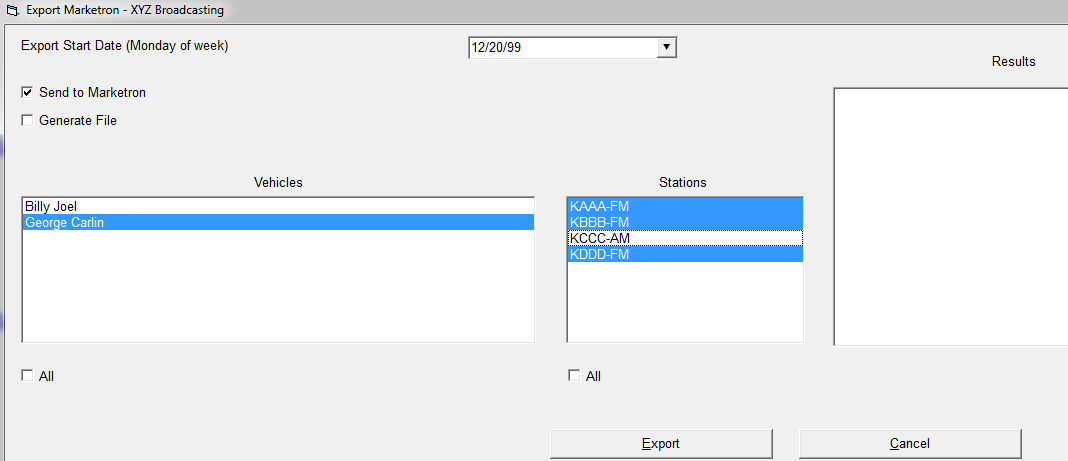 Export Marketron - XYZ Broadcasting
Export Start Date (Monday of week)
12/20/99
Results
Send to Marketron
Generate File
Vehicles
Stations
Billy Joel
George Carlin
KAAA-FM
KBBB-FM
KCCC-AM
KDDD-FM
All
All
Export
Cancel